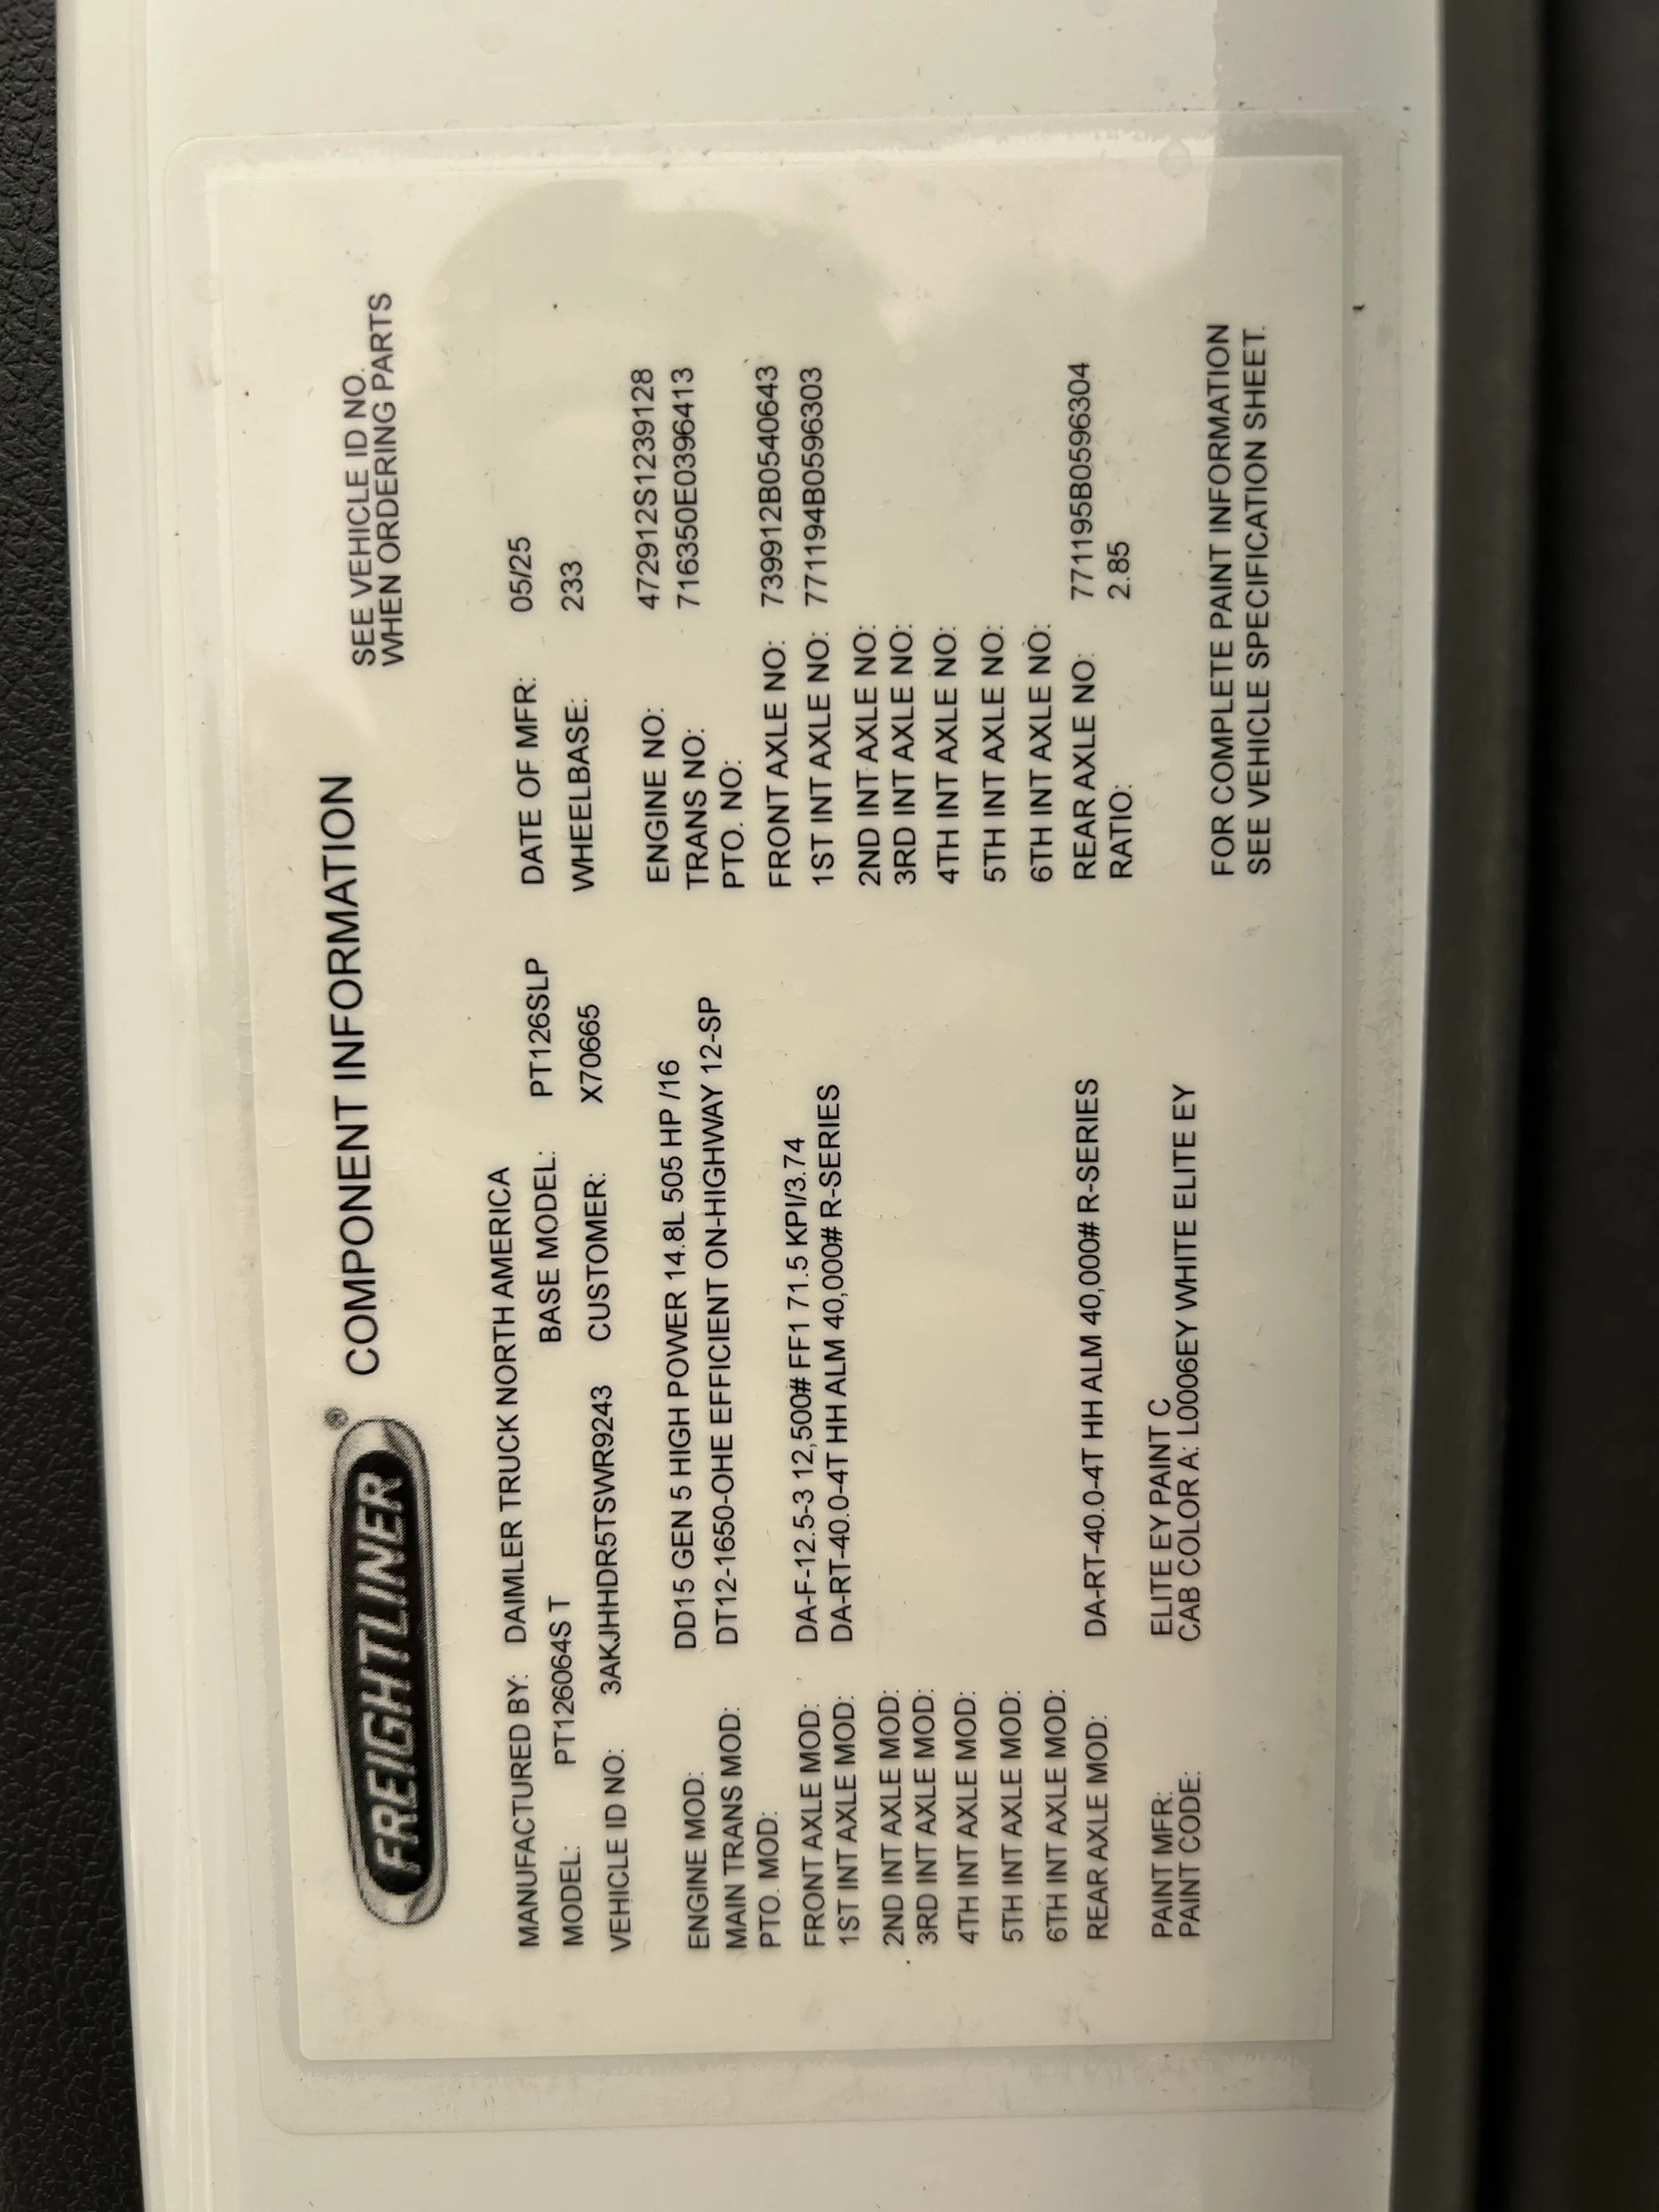 FREIGHTLINER® COMPONENT INFORMATION
SEE VEHICLE ID NO.
WHEN ORDERING PARTS
MANUFACTURED BY: DAIMLER TRUCK NORTH AMERICA
MODEL: PT126064S T BASE MODEL: PT126SLP DATE OF MFR: 05/25
VEHICLE ID NO: 3AKJHHDR5TSWR9243 CUSTOMER: X70665 WHEELBASE: 233
ENGINE MOD: DD15 GEN 5 HIGH POWER 14.8L 505 HP /16 ENGINE NO: 472912S1239128
MAIN TRANS MOD: DT12-1650-OHE EFFICIENT ON-HIGHWAY 12-SP TRANS NO: 716350E0396413
PTO. MOD: PTO. NO:
FRONT AXLE MOD: DA-F-12.5-3 12,500# FF1 71.5 KPI/3.74 FRONT AXLE NO: 739912B0540643
1ST INT AXLE MOD: DA-RT-40.0-4T HH ALM 40,000# R-SERIES 1ST INT AXLE NO: 771194B0596303
2ND INT AXLE MOD: 2ND INT AXLE NO:
3RD INT AXLE MOD: 3RD INT AXLE NO:
4TH INT AXLE MOD: 4TH INT AXLE NO:
5TH INT AXLE MOD: 5TH INT AXLE NO:
6TH INT AXLE MOD: 6TH INT AXLE NO:
REAR AXLE MOD: DA-RT-40.0-4T HH ALM 40,000# R-SERIES REAR AXLE NO: 771195B0596304
RATIO: 2.85
PAINT MFR: ELITE EY PAINT C
PAINT CODE: CAB COLOR A: L0006EY WHITE ELITE EY
FOR COMPLETE PAINT INFORMATION
SEE VEHICLE SPECIFICATION SHEET.